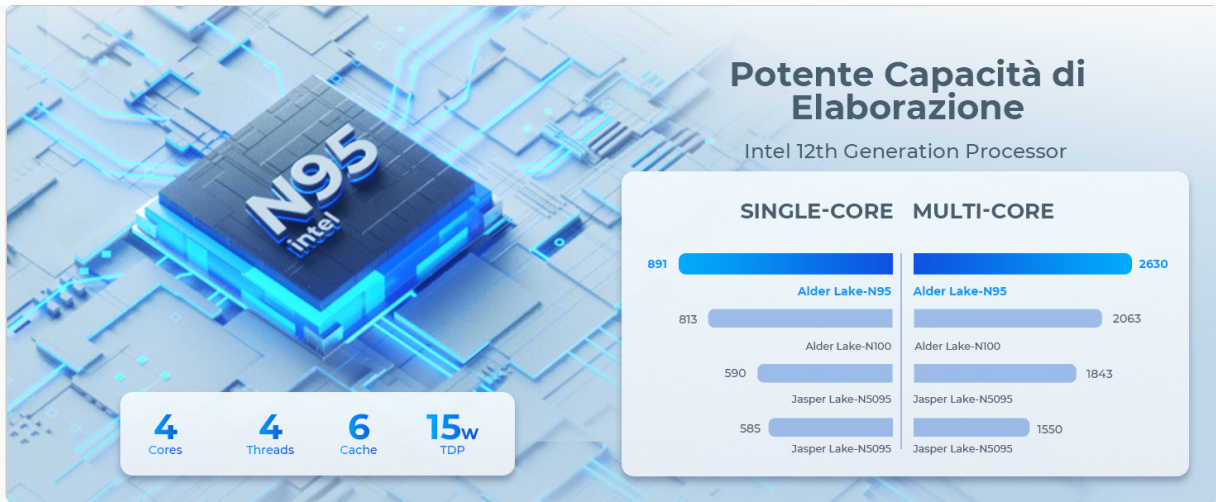 Potente Capacità di
Elaborazione
Intel 12th Generation Processor
N95
intel
SINGLE-CORE MULTI-CORE
891 2630
Alder Lake-N95 Alder Lake-N95
813 2063
Alder Lake-N100 Alder Lake-N100
590 1843
Jasper Lake-N5095 Jasper Lake-N5095
585 1550
Jasper Lake-N5095 Jasper Lake-N5095
4 4 6 15w
Cores Threads Cache TDP